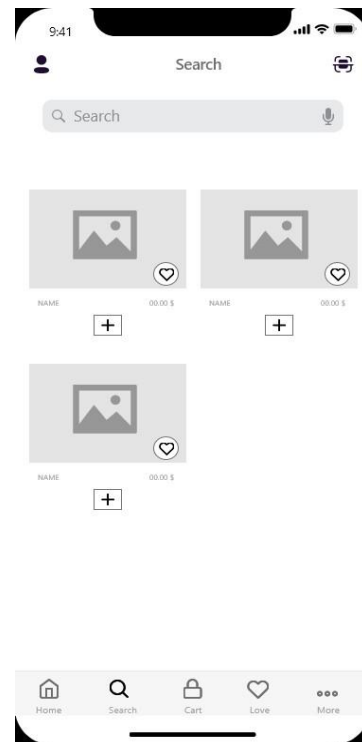 9:41
Search
Search
NAME 00.00 $ NAME 00.00 $
NAME 00.00 $
Home Search Cart Love More